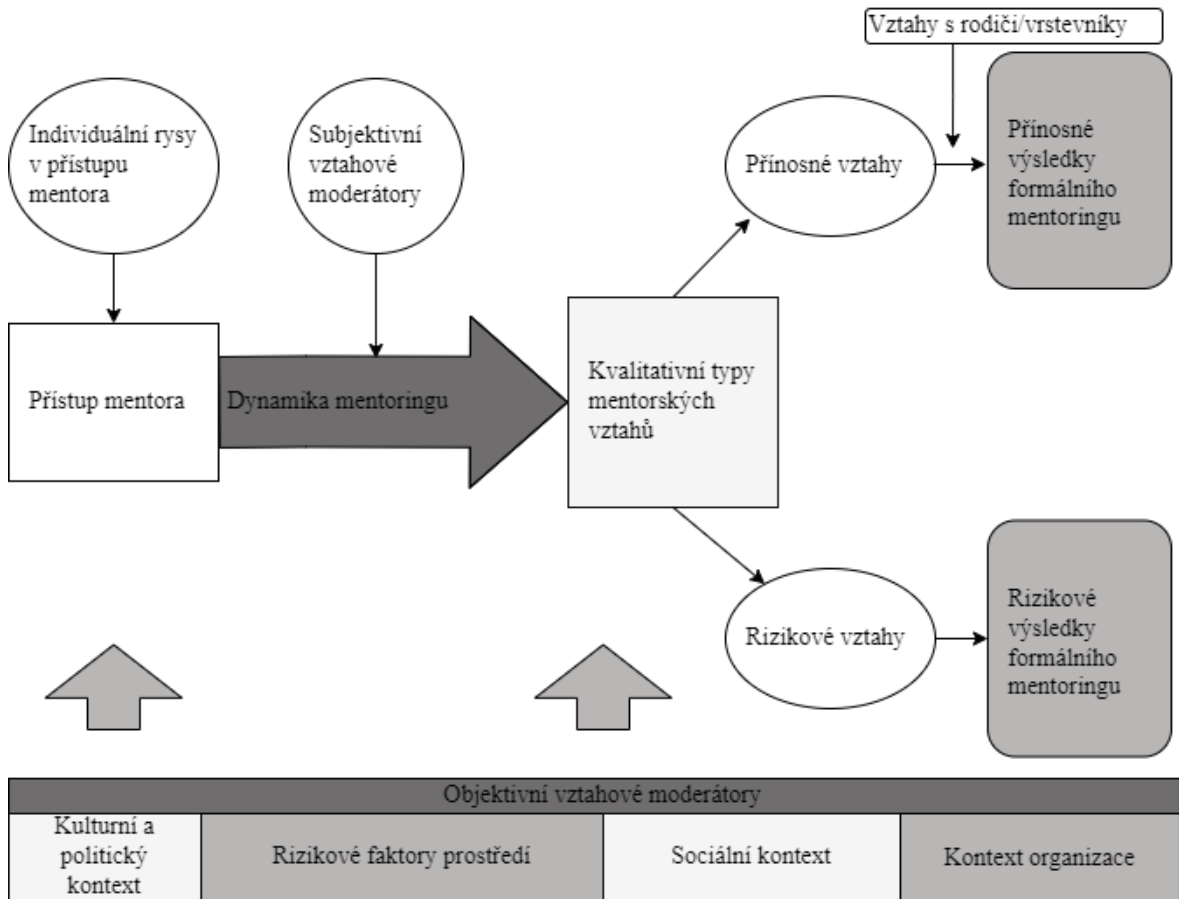 Vztahy s rodiči/vrstevníky
Individuální rysy
v přístupu
mentora
Subjektivní
vztahové
moderátory
Přínosné vztahy
Přínosné
výsledky
formálního
mentoringu
Přístup mentora
Dynamika mentoringu
Kvalitativní typy
mentorských
vztahů
Rizikové vztahy
Rizikové
výsledky
formálního
mentoringu
Objektivní vztahové moderátory
Kulturní a
politický
kontext
Rizikové faktory prostředí
Sociální kontext
Kontext organizace